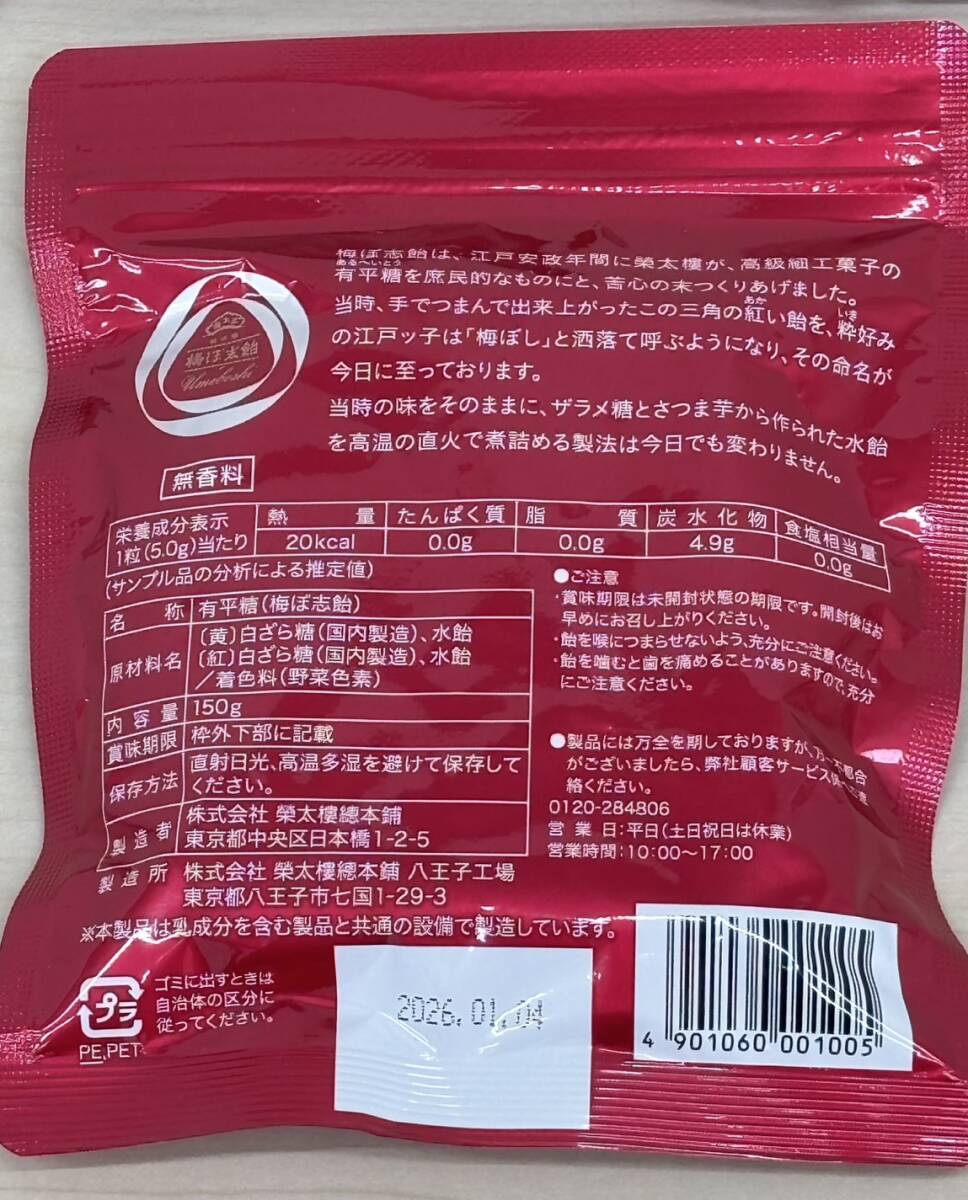 梅ぼ志飴は、江戸安政年間に榮太樓が、高級細工菓子の
あるへいとう
有平糖を庶民的なものにと、苦心の末つくりあげました。
あか いき
当時、手でつまんで出来上がったこの三角の紅い飴を、粋好み
の江戸ッ子は「梅ぼし」と洒落て呼ぶようになり、その命名が
今日に至っております。
当時の味をそのままに、ザラメ糖とさつま芋から作られた水飴
を高温の直火で煮詰める製法は今日でも変わりません。
梅ぼ志飴
Umeboshi
無香料
栄養成分表示 1粒(5.0g)当たり 熱量 たんぱく質 脂質 炭水化物 食塩相当量
20kcal 0.0g 0.0g 4.9g 0.0g
(サンプル品の分析による推定値)
名称 有平糖(梅ぼ志飴)
原材料名 〔黄〕白ざら糖(国内製造)、水飴
〔紅〕白ざら糖(国内製造)、水飴
/着色料(野菜色素)
内容量 150g
賞味期限 枠外下部に記載
保存方法 直射日光、高温多湿を避けて保存して
ください。
製造者 株式会社 榮太樓總本鋪
東京都中央区日本橋1-2-5
製造所 株式会社 榮太樓總本鋪 八王子工場
東京都八王子市七国1-29-3
※本製品は乳成分を含む製品と共通の設備で製造しています。
●ご注意
・賞味期限は未開封状態の期限です。開封後はお
早めにお召し上がりください。
・飴を喉につまらせないよう、充分にご注意ください。
・飴を噛むと歯を痛めることがありますので、充分
にご注意ください。
●製品には万全を期しておりますが、万一不都合
がございましたら、弊社顧客サービス
絡ください。
0120-284806
営業日:平日(土日祝日は休業)
営業時間:10:00〜17:00
プラ
PE,PET
ゴミに出すときは
自治体の区分に
従ってください。
2026.01.04
4 901060 001005